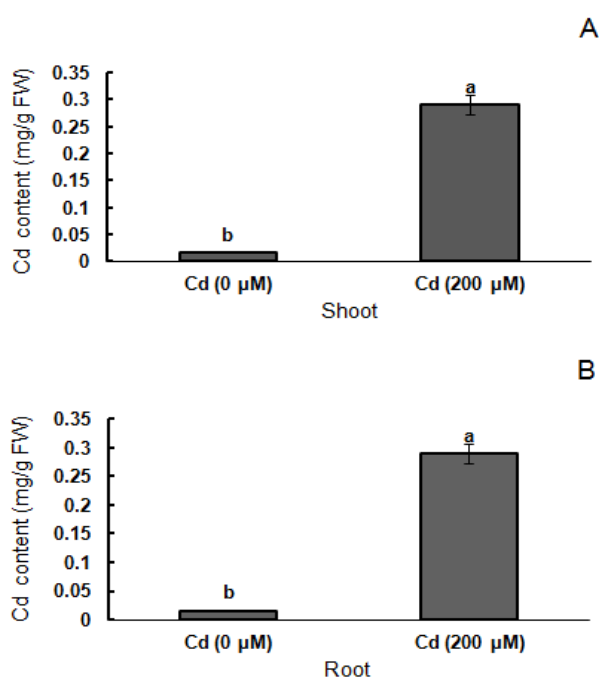 A
Cd content (mg/g FW)
0.35
0.3
0.25
0.2
0.15
0.1
0.05
0
b
a
Cd (0 µM)
Cd (200 µM)
Shoot
B
Cd content (mg/g FW)
0.35
0.3
0.25
0.2
0.15
0.1
0.05
0
b
a
Cd (0 µM)
Cd (200 µM)
Root